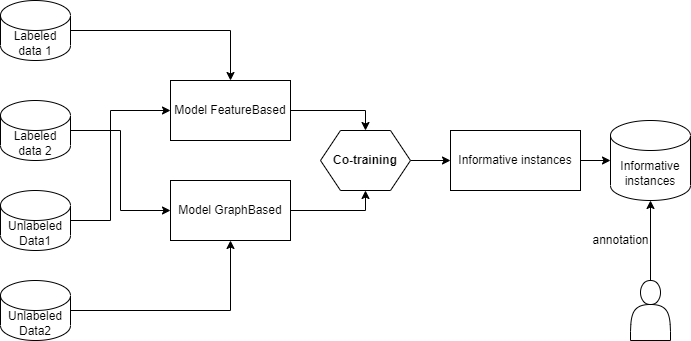 Labeled
data 1
Model FeatureBased
Labeled
data 2
Co-training
Informative instances
Informative
instances
Model GraphBased
Unlabeled
Data1
annotation
Unlabeled
Data2